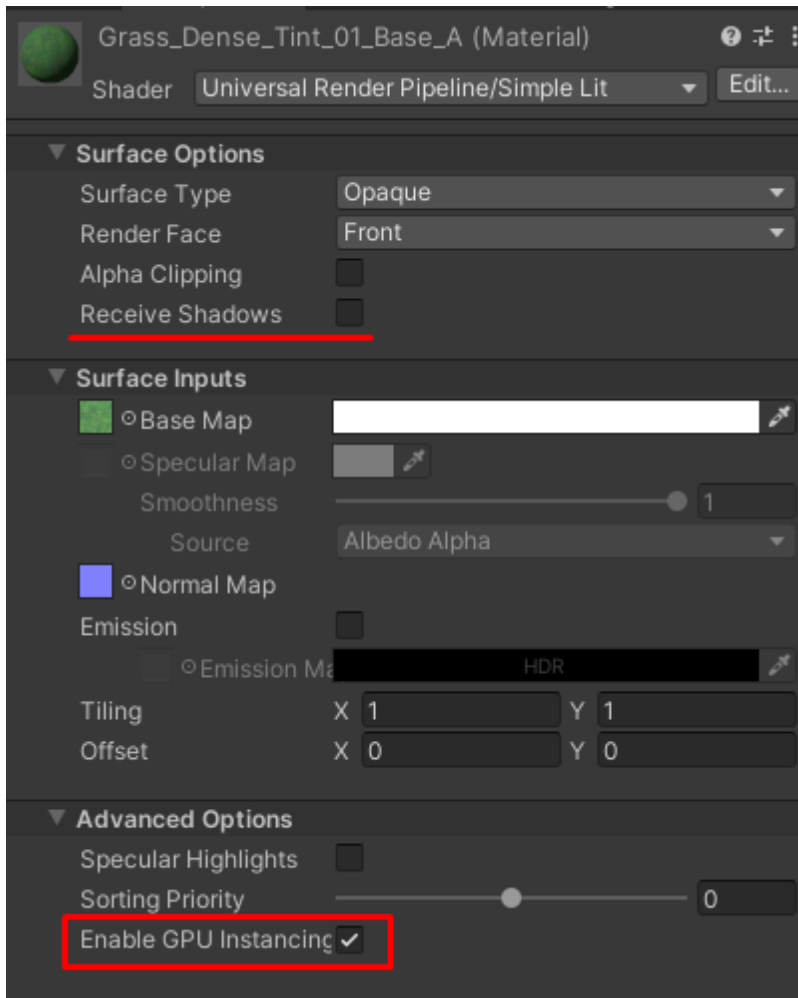 Grass_Dense_Tint_01_Base_A (Material)
Shader Universal Render Pipeline/Simple Lit Edit...
Surface Options
Surface Type Opaque
Render Face Front
Alpha Clipping
Receive Shadows
Surface Inputs
Base Map
Specular Map
Smoothness 1
Source Albedo Alpha
Normal Map
Emission
Emission Ma HDR
Tiling X 1 Y 1
Offset X 0 Y 0
Advanced Options
Specular Highlights
Sorting Priority 0
Enable GPU Instancing